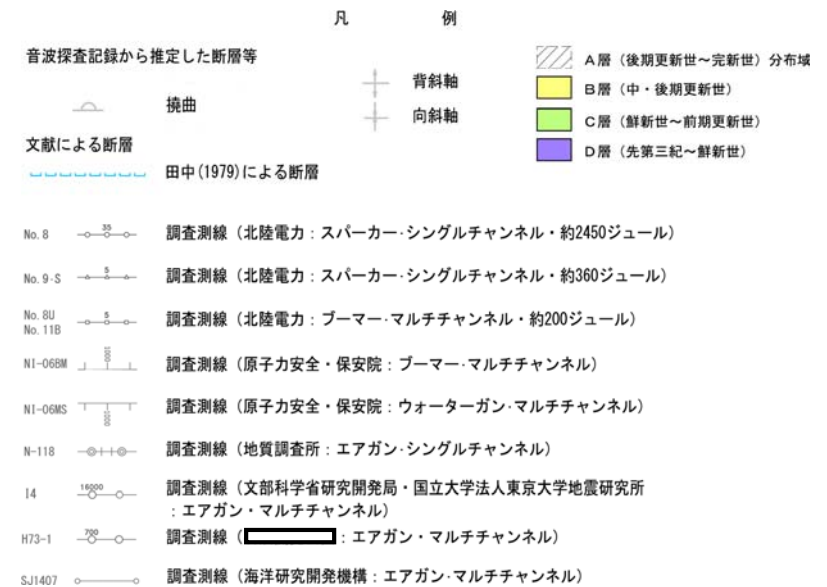 凡 例
音波探査記録から推定した断層等
撓曲
背斜軸
向斜軸
A層（後期更新世～完新世）分布域
B層（中・後期更新世）
C層（鮮新世～前期更新世）
D層（先第三紀～鮮新世）
文献による断層
田中(1979)による断層
No. 8 35 調査測線（北陸電力：スパーカー・シングルチャンネル・約2450ジュール）
No. 9-S 5 調査測線（北陸電力：スパーカー・シングルチャンネル・約360ジュール）
No. 8U
No. 11B 5 調査測線（北陸電力：ブーマー・マルチチャンネル・約200ジュール）
NI-06BM 1000 調査測線（原子力安全・保安院：ブーマー・マルチチャンネル）
NI-06MS 1000 調査測線（原子力安全・保安院：ウォーターガン・マルチチャンネル）
N-118 調査測線（地質調査所：エアガン・シングルチャンネル）
I4 16000 調査測線（文部科学省研究開発局・国立大学法人東京大学地震研究所
：エアガン・マルチチャンネル）
H73-1 700 調査測線（ ：エアガン・マルチチャンネル）
SJ1407 調査測線（海洋研究開発機構：エアガン・マルチチャンネル）